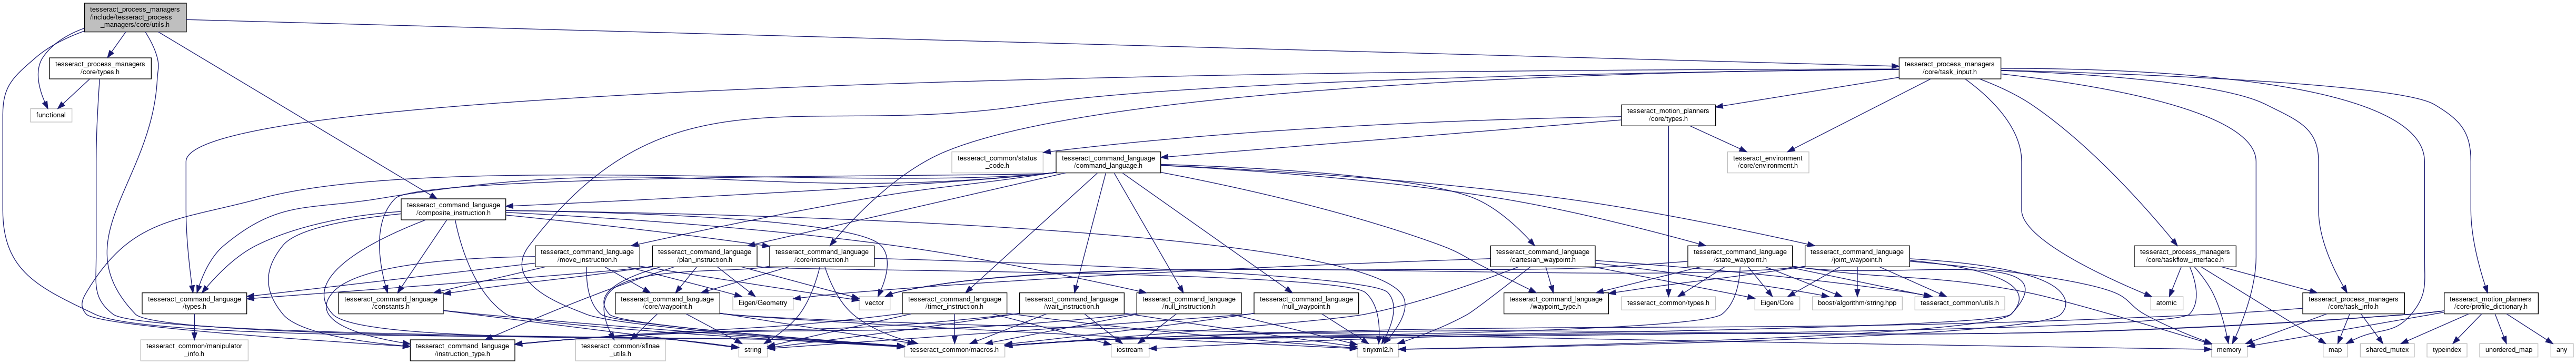 tesseract_process_managers
/include/tesseract_process
_managers/core/utils.h
tesseract_process_managers
/core/types.h
tesseract_process_managers
/core/task_input.h
functional
tesseract_motion_planners
/core/types.h
tesseract_common/status
_code.h
tesseract_command_language
/command_language.h
tesseract_environment
/core/environment.h
tesseract_command_language
/composite_instruction.h
tesseract_command_language
/move_instruction.h
tesseract_command_language
/plan_instruction.h
tesseract_command_language
/core/instruction.h
tesseract_command_language
/cartesian_waypoint.h
tesseract_command_language
/state_waypoint.h
tesseract_command_language
/joint_waypoint.h
tesseract_process_managers
/core/taskflow_interface.h
tesseract_command_language
/types.h
tesseract_command_language
/constants.h
tesseract_command_language
/core/waypoint.h
Eigen/Geometry
vector
tesseract_command_language
/timer_instruction.h
tesseract_command_language
/wait_instruction.h
tesseract_command_language
/null_instruction.h
tesseract_command_language
/null_waypoint.h
tesseract_command_language
/waypoint_type.h
tesseract_common/types.h
Eigen/Core
boost/algorithm/string.hpp
tesseract_common/utils.h
atomic
tesseract_process_managers
/core/task_info.h
tesseract_motion_planners
/core/profile_dictionary.h
tesseract_common/manipulator
_info.h
tesseract_command_language
/instruction_type.h
tesseract_common/sfinae
_utils.h
string
tesseract_common/macros.h
iostream
tinyxml2.h
memory
map
shared_mutex
typeindex
unordered_map
any